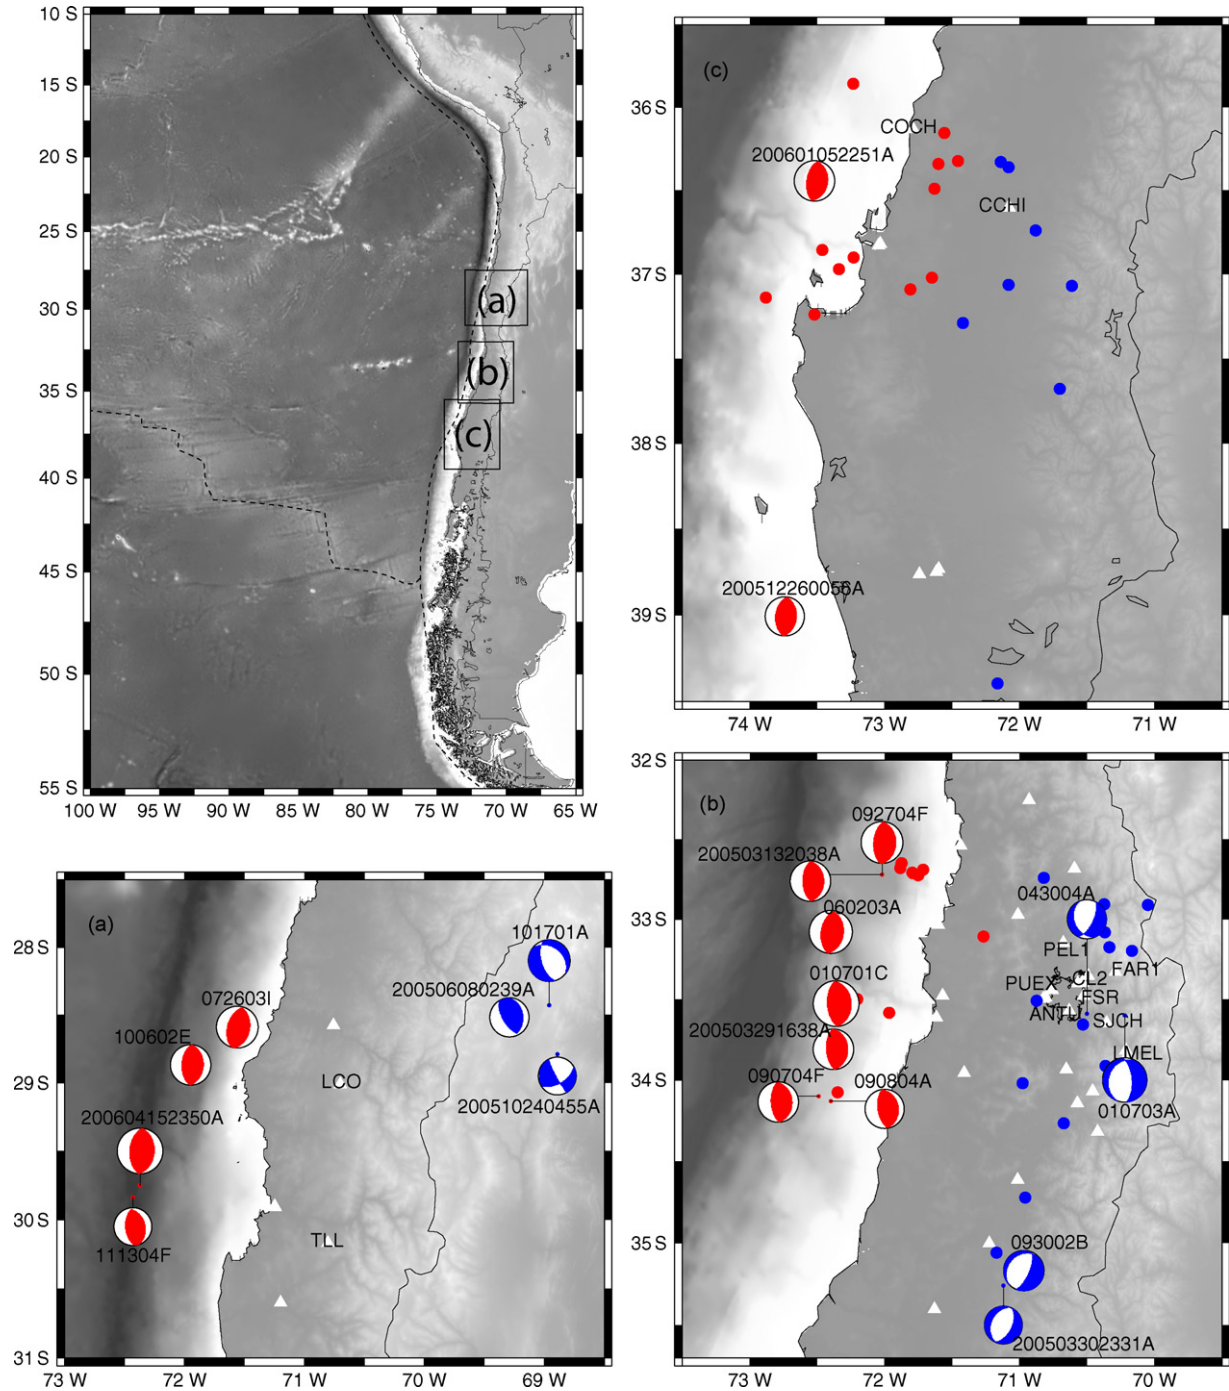 10 S
15 S
20 S
25 S
30 S
35 S
40 S
45 S
50 S
55 S
100 W 95 W 90 W 85 W 80 W 75 W 70 W 65 W
(a)
(b)
(c)
(c)
36 S
37 S
38 S
39 S
74 W 73 W 72 W 71 W
COCH
200601052251A
CCHI
200512260056A
(a)
28 S
29 S
30 S
31 S
73 W 72 W 71 W 70 W 69 W
101701A
200506080239A
072603I
100602E
LCO
200510240455A
200604152350A
TLL
111304F
(b)
32 S
33 S
34 S
35 S
73 W 72 W 71 W 70 W
092704F
200503132038A
043004A
060203A
PEL1
010701C
CL2
FAR1
PUEX
FSR
ANTU
SJCH
200503291638A
LMEL
090704F
090804A
010703A
093002B
200503302331A